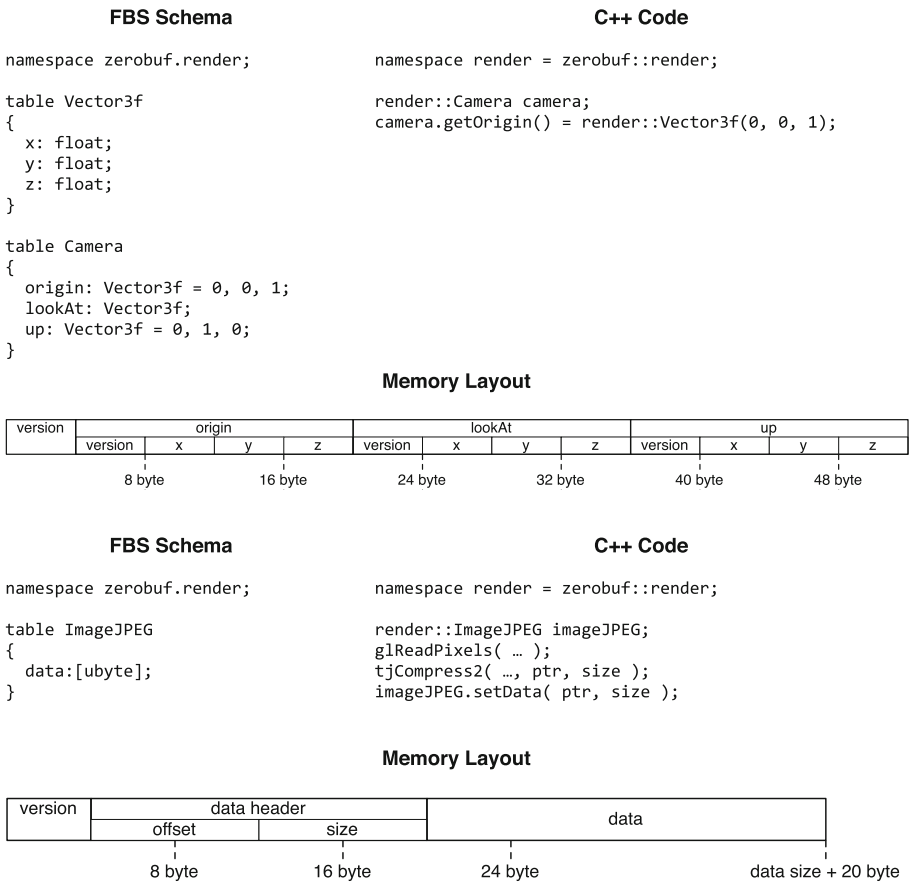 FBS Schema
namespace zerobuf.render;
table Vector3f
{
  x: float;
  y: float;
  z: float;
}
table Camera
{
  origin: Vector3f = 0, 0, 1;
  lookAt: Vector3f;
  up: Vector3f = 0, 1, 0;
}
C++ Code
namespace render = zerobuf::render;
render::Camera camera;
camera.getOrigin() = render::Vector3f(0, 0, 1);
Memory Layout
version origin lookAt up
version x y z version x y z version x y z
8 byte 16 byte 24 byte 32 byte 40 byte 48 byte
FBS Schema
namespace zerobuf.render;
table ImageJPEG
{
  data:[ubyte];
}
C++ Code
namespace render = zerobuf::render;
render::ImageJPEG imageJPEG;
glReadPixels( … );
tjCompress2( …, ptr, size );
imageJPEG.setData( ptr, size );
Memory Layout
version data header data
offset size
8 byte 16 byte 24 byte data size + 20 byte